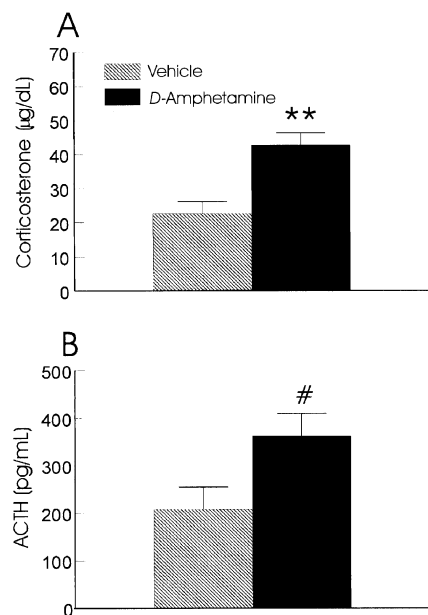 A
Corticosterone (µg/dL)
70
60
50
40
30
20
10
0
Vehicle
D-Amphetamine
**
B
ACTH (pg/mL)
500
400
300
200
100
0
#